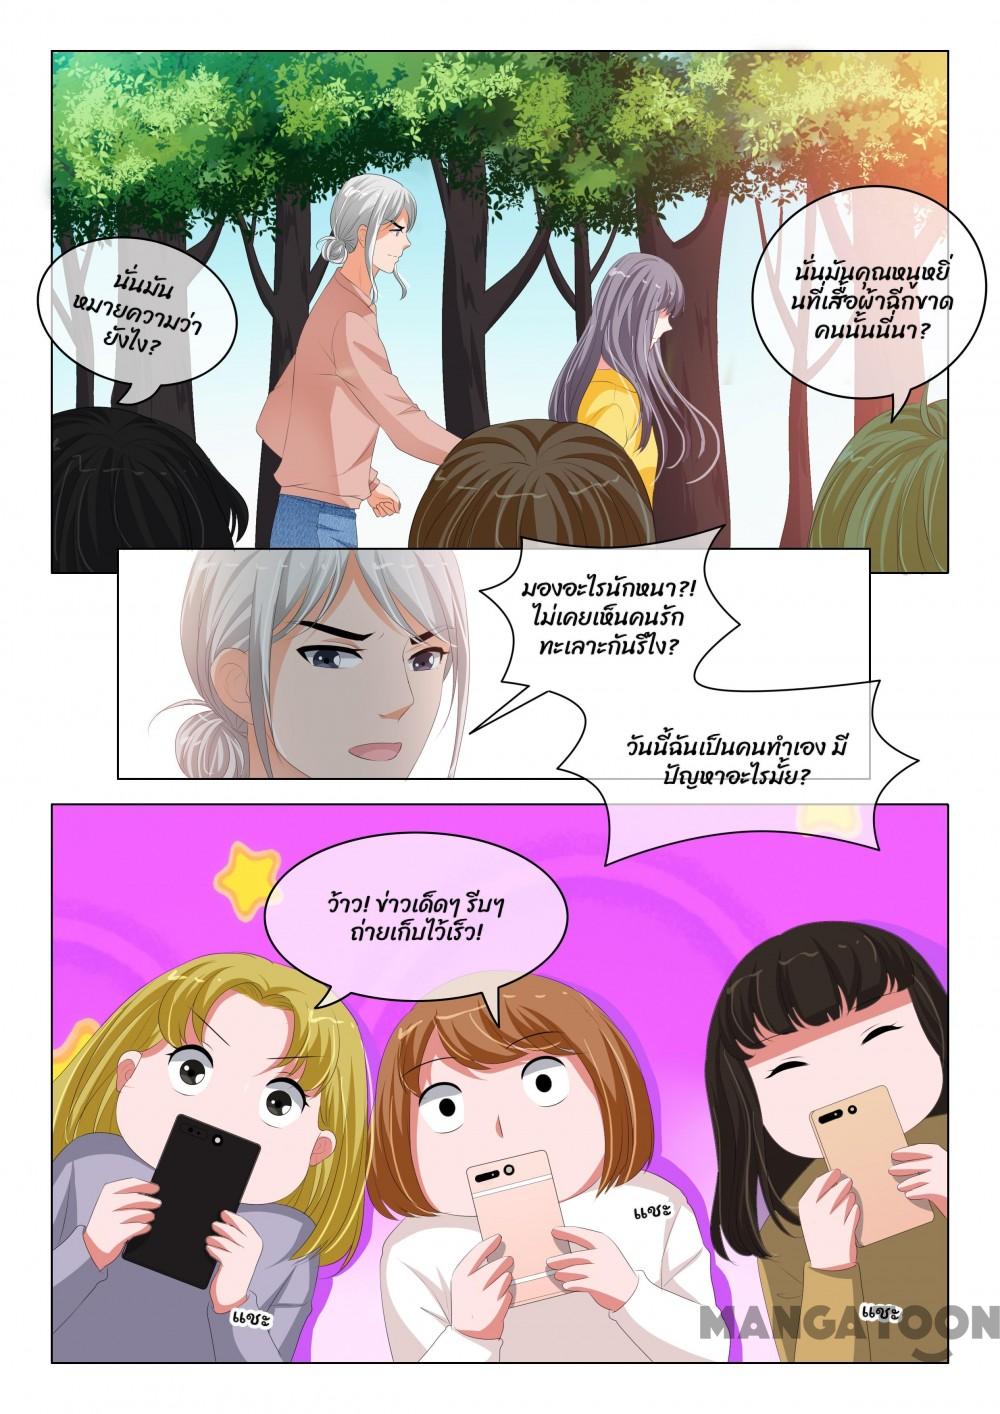 นั่นมัน
หมายความว่า
ยังไง?
นั่นมันคุณหนูหยิ่
นที่เสื้อผ้าฉีกขาด
คนนั้นนี่นา?
มองอะไรนักหนา?!
ไม่เคยเห็นคนรัก
ทะเลาะกันรึไง?
วันนี้ฉันเป็นคนทำเอง มี
ปัญหาอะไรมั้ย?
ว้าว! ข่าวเด็ดๆ รีบๆ
ถ่ายเก็บไว้เร็ว!
แชะ
แชะ
แชะ
MANGATOON